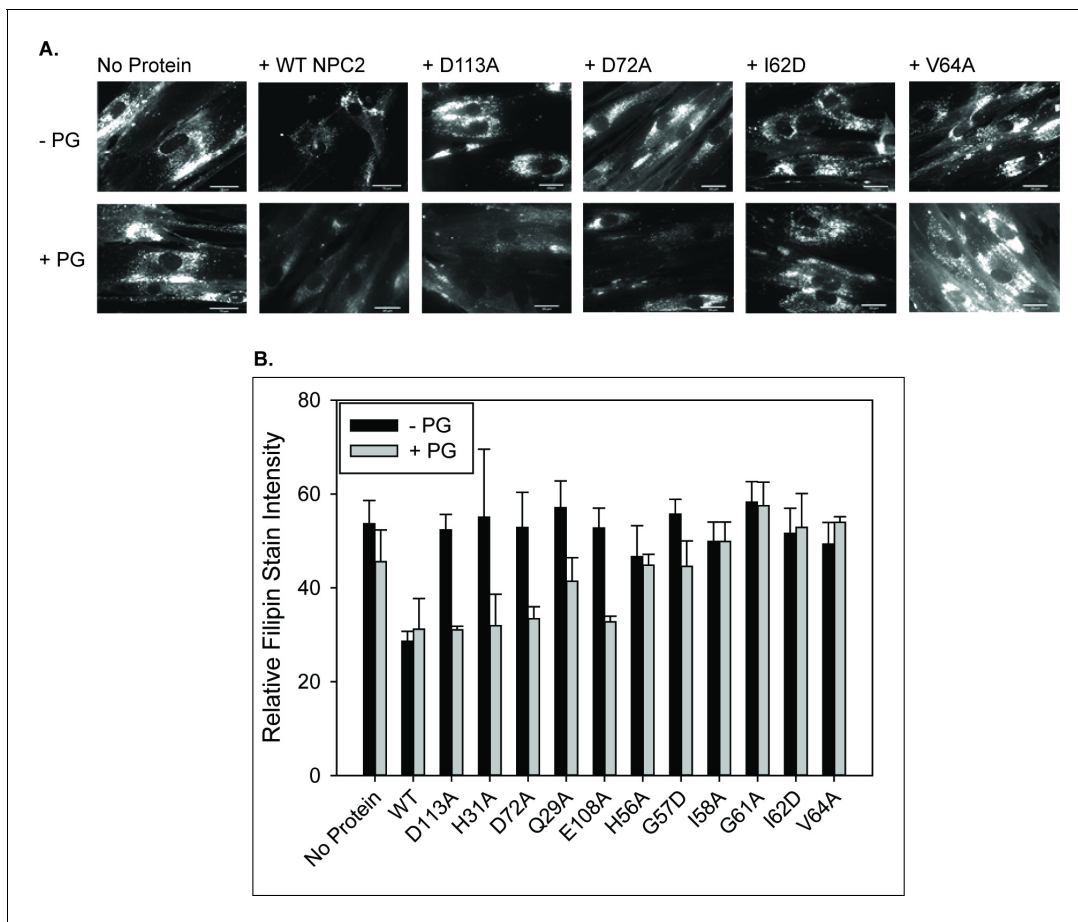 A.
No Protein + WT NPC2 + D113A + D72A + I62D + V64A
- PG
+ PG
B.
80
60
40
20
0
Relative Filipin Stain Intensity
- PG
+ PG
No Protein WT D113A H31A D72A Q29A E108A H56A G57D I58A G61A I62D V64A